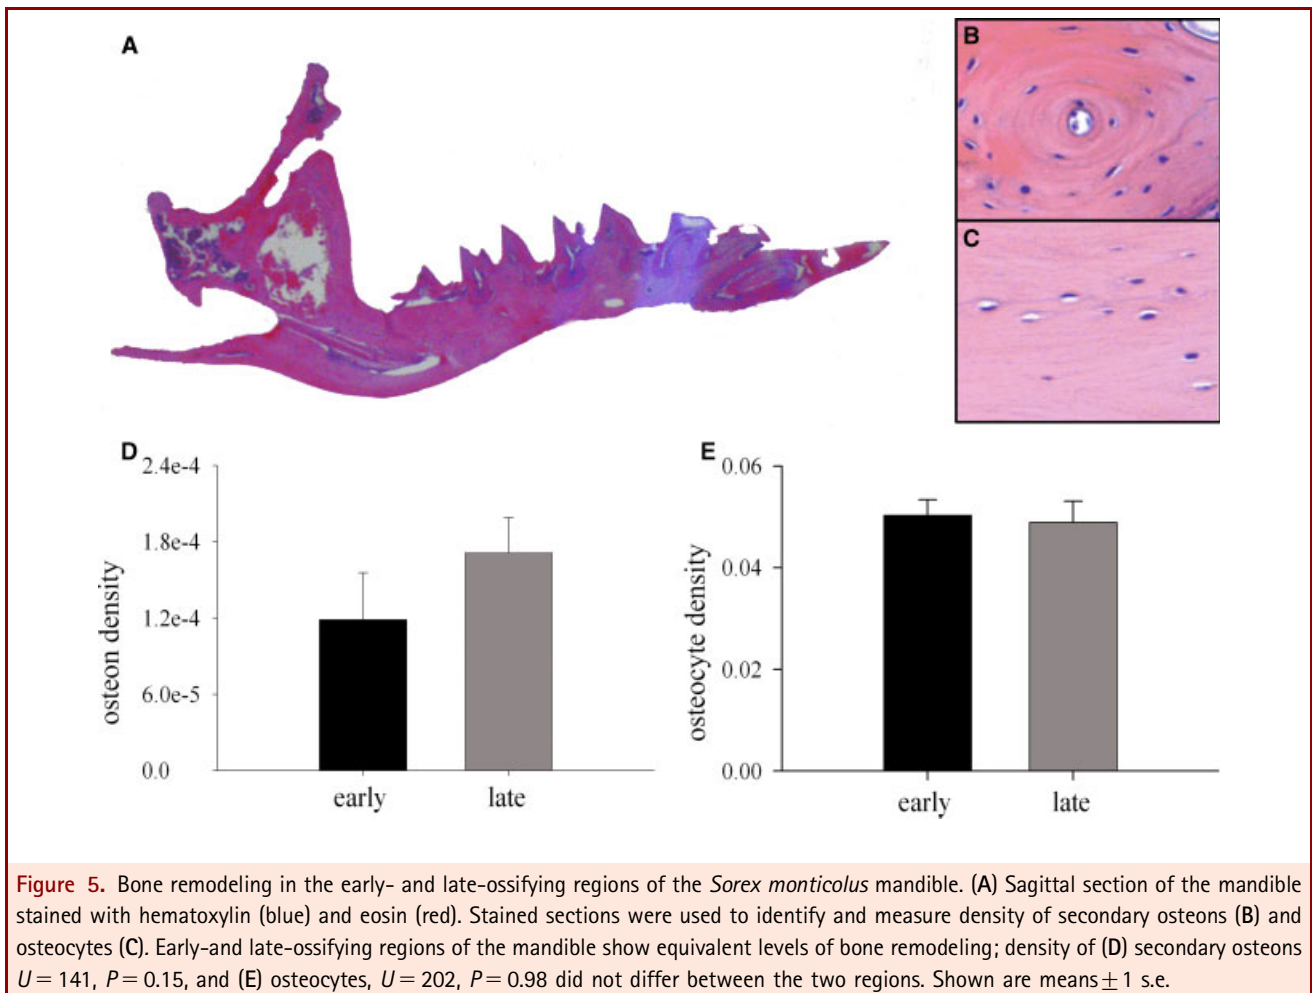 A
B
C
D
2.4e-4
1.8e-4
1.2e-4
6.0e-5
0.0
osteon density
early
late
E
0.06
0.04
0.02
0.00
osteocyte density
early
late
Figure 5. Bone remodeling in the early- and late-ossifying regions of the Sorex monticolus mandible. (A) Sagittal section of the mandible
stained with hematoxylin (blue) and eosin (red). Stained sections were used to identify and measure density of secondary osteons (B) and
osteocytes (C). Early-and late-ossifying regions of the mandible show equivalent levels of bone remodeling; density of (D) secondary osteons
U = 141, P = 0.15, and (E) osteocytes, U = 202, P = 0.98 did not differ between the two regions. Shown are means ± 1 s.e.